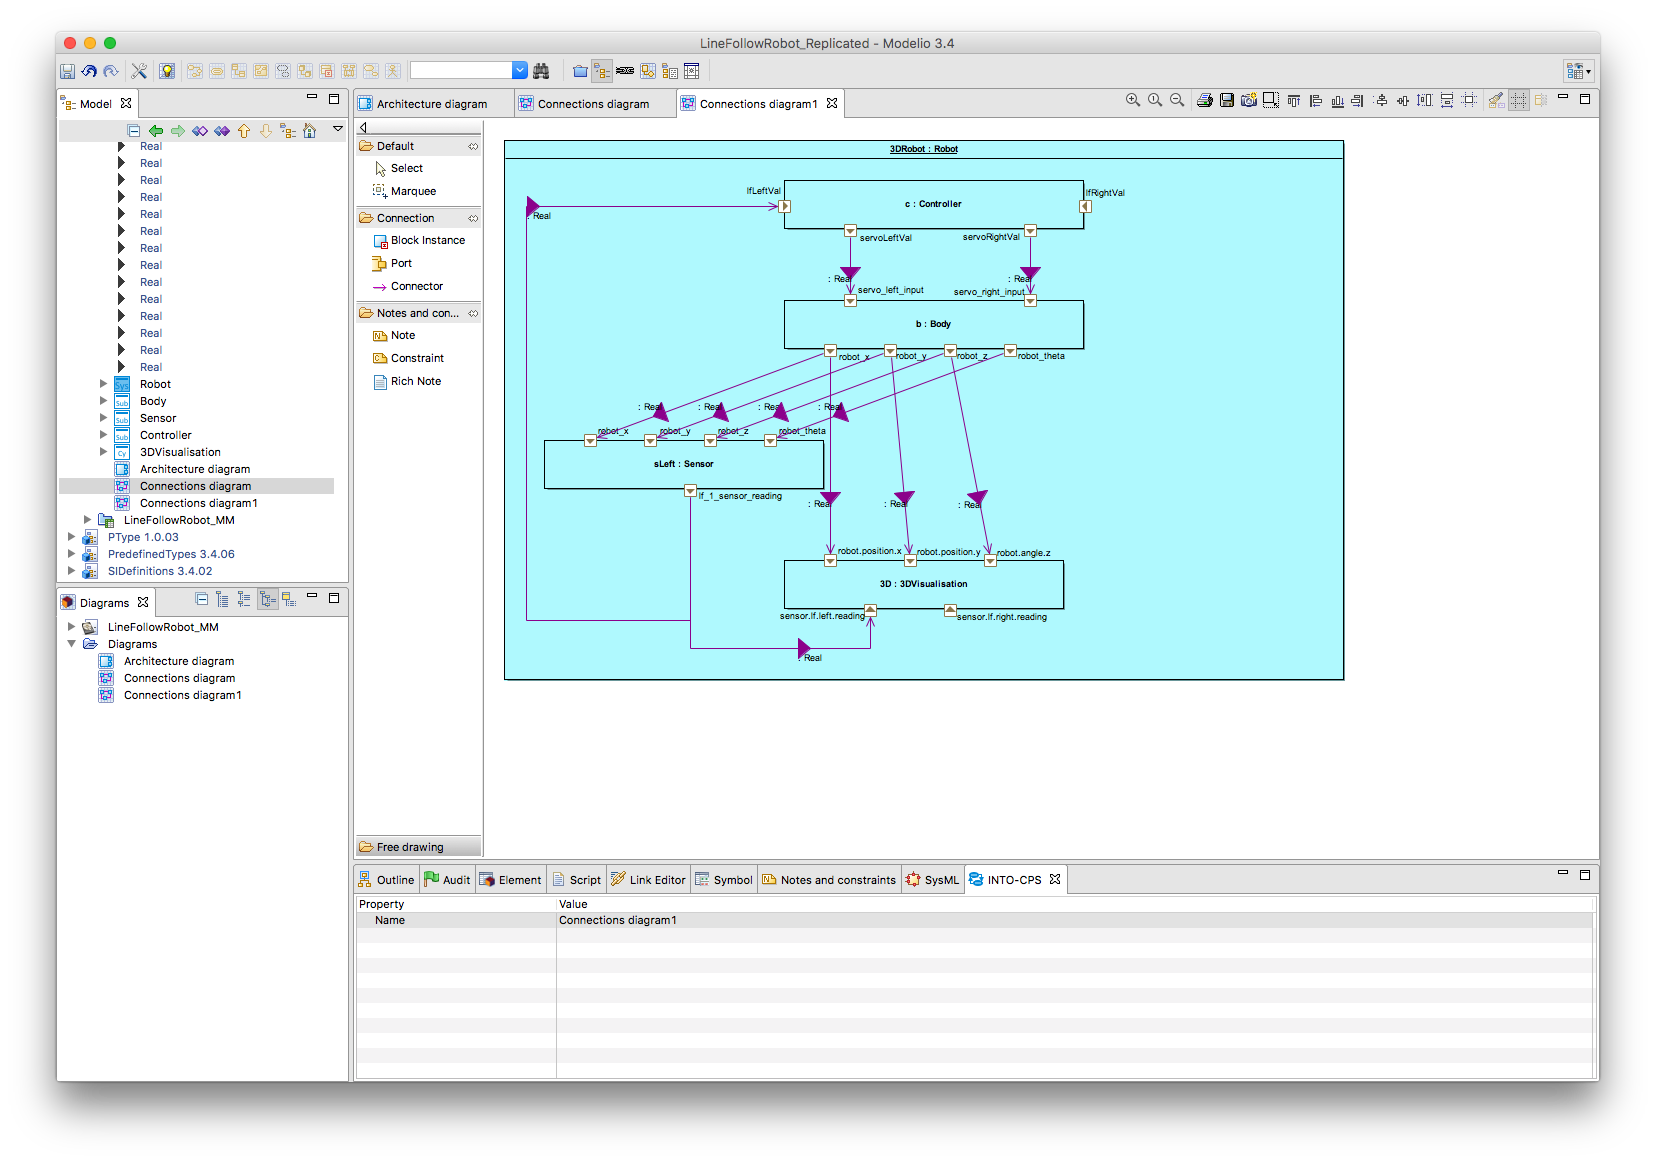 LineFollowRobot_Replicated - Modelio 3.4
Model
Real
Real
Real
Real
Real
Real
Real
Real
Real
Real
Real
Real
Real
Real
Sys Robot
Sub Body
Sub Sensor
Sub Controller
Cy 3DVisualisation
Architecture diagram
Connections diagram
Connections diagram1
LineFollowRobot_MM
PType 1.0.03
PredefinedTypes 3.4.06
SIDefinitions 3.4.02
Diagrams
LineFollowRobot_MM
Diagrams
Architecture diagram
Connections diagram
Connections diagram1
Architecture diagram
Connections diagram
Connections diagram1
Default
Select
Marquee
Connection
Block Instance
Port
Connector
Notes and con...
Note
Constraint
Rich Note
Free drawing
3DRobot : Robot
lfLeftVal
lfRightVal
c : Controller
: Real
servoLeftVal
servoRightVal
: Real
: Real
servo_left_input
servo_right_input
b : Body
robot_x
robot_y
robot_z
robot_theta
: Real
: Real
: Real
: Real
robot_x
robot_y
robot_z
robot_theta
sLeft : Sensor
lf_1_sensor_reading
: Real
: Real
: Real
robot.position.x
robot.position.y
robot.angle.z
3D : 3DVisualisation
sensor.lf.left.reading
sensor.lf.right.reading
: Real
Outline
Audit
Element
Script
Link Editor
Symbol
Notes and constraints
SysML
INTO-CPS
Property Value
Name Connections diagram1